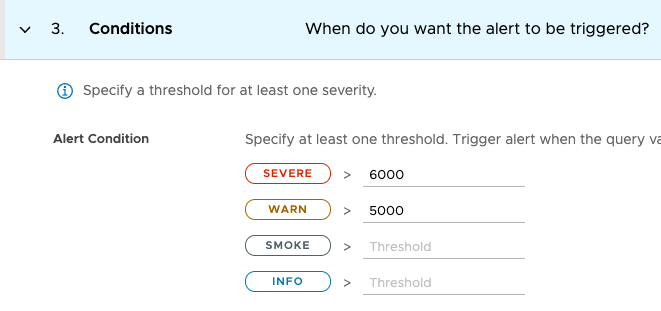 3. Conditions When do you want the alert to be triggered?
Specify a threshold for at least one severity.
Alert Condition Specify at least one threshold. Trigger alert when the query va
SEVERE > 6000
WARN > 5000
SMOKE > Threshold
INFO > Threshold